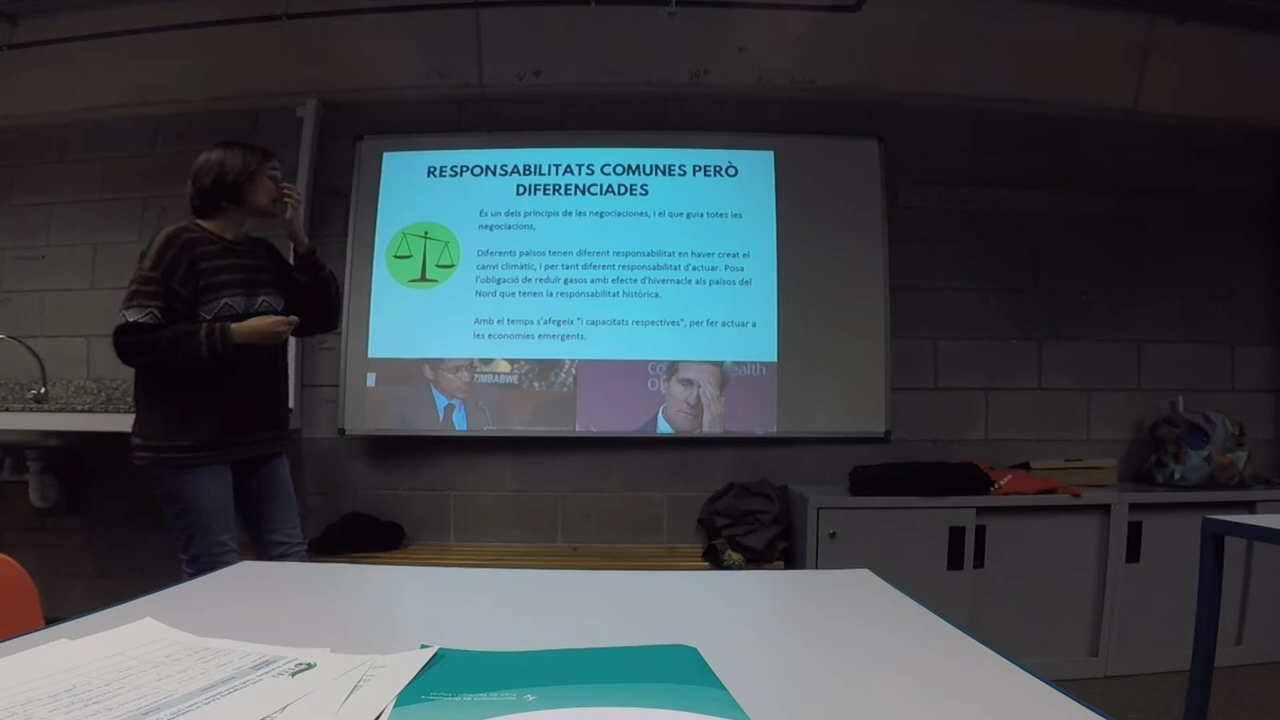 RESPONSABILITATS COMUNES PERÒ
DIFERENCIADES
És un dels principis de les negociaciones, i el que guia totes les
negociacions,
Diferents països tenen diferent responsabilitat en haver creat el
canvi climàtic, i per tant diferent responsabilitat d'actuar. Posa
l'obligació de reduir gasos amb efecte d'hivernacle als països del
Nord que tenen la responsabilitat històrica.
Amb el temps s'afegeix "i capacitats respectives", per fer actuar a
les economies emergents.
ZIMBABWE